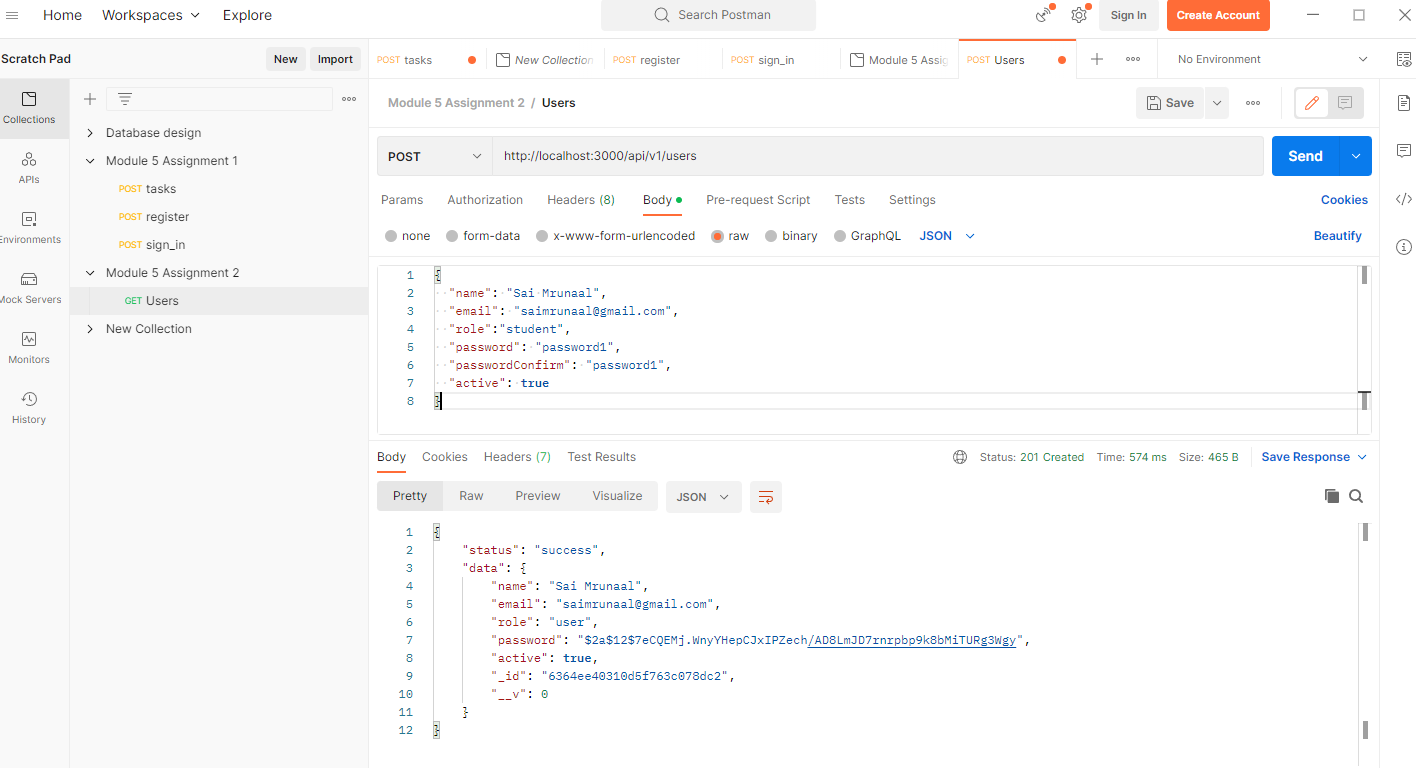 Home Workspaces Explore Search Postman Sign In Create Account
Scratch Pad New Import
POST tasks New Collection POST register POST sign_in Module 5 Assig POST Users No Environment
Collections
APIs
Environments
Mock Servers
Monitors
History
Database design
Module 5 Assignment 1
POST tasks
POST register
POST sign_in
Module 5 Assignment 2
GET Users
New Collection
Module 5 Assignment 2 / Users Save
POST http://localhost:3000/api/v1/users Send
Params Authorization Headers (8) Body Pre-request Script Tests Settings Cookies
none form-data x-www-form-urlencoded raw binary GraphQL JSON Beautify
1 {
2 "name": "Sai Mrunaal",
3 "email": "saimrunaal@gmail.com",
4 "role":"student",
5 "password": "password1",
6 "passwordConfirm": "password1",
7 "active": true
8 }
Body Cookies Headers (7) Test Results Status: 201 Created Time: 574 ms Size: 465 B Save Response
Pretty Raw Preview Visualize JSON
1 {
2 "status": "success",
3 "data": {
4 "name": "Sai Mrunaal",
5 "email": "saimrunaal@gmail.com",
6 "role": "user",
7 "password": "$2a$12$7eCQEMj.WnyYHepCJxIPZech/AD8LmJD7rnrpbp9k8bMiTURg3Wgy",
8 "active": true,
9 "_id": "6364ee40310d5f763c078dc2",
10 "__v": 0
11 }
12 }